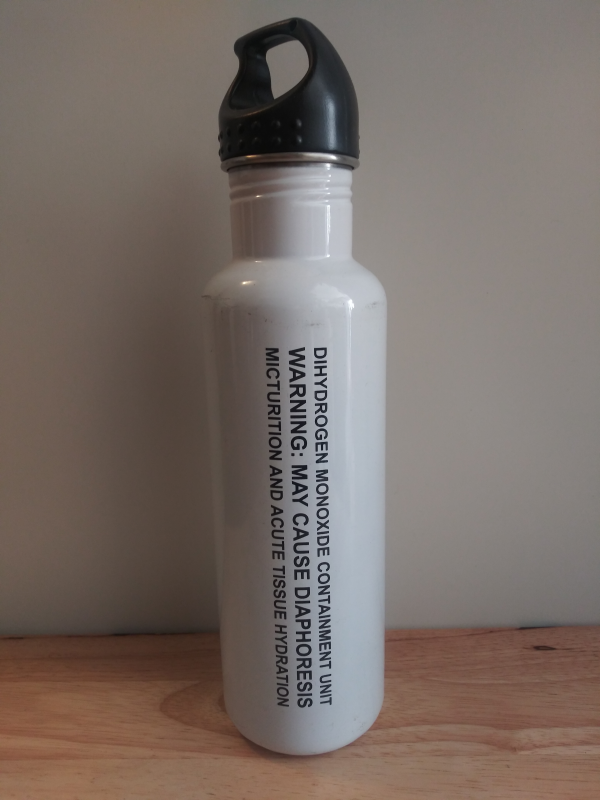 DIHYDROGEN MONOXIDE CONTAINMENT UNIT
WARNING: MAY CAUSE DIAPHORESIS
MICTURITION AND ACUTE TISSUE HYDRATION